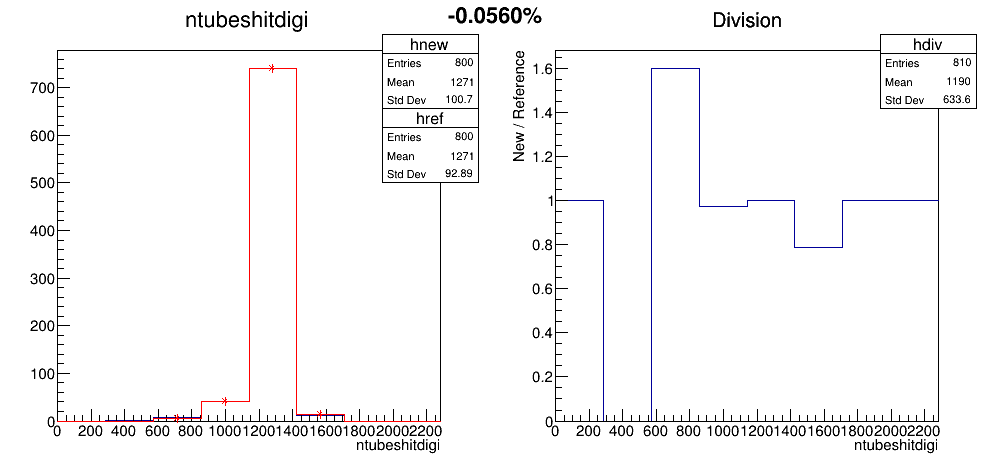 -0.0560%
ntubeshitdigi
hnew
Entries 800
Mean 1271
Std Dev 100.7
href
Entries 800
Mean 1271
Std Dev 92.89
700
600
500
400
300
200
100
0
0 200 400 600 800 1000 1200 1400 1600 1800 2000 2200
ntubeshitdigi
Division
hdiv
Entries 810
Mean 1190
Std Dev 633.6
New / Reference
1.6
1.4
1.2
1
0.8
0.6
0.4
0.2
0
0 200 400 600 800 1000 1200 1400 1600 1800 2000 2200
ntubeshitdigi